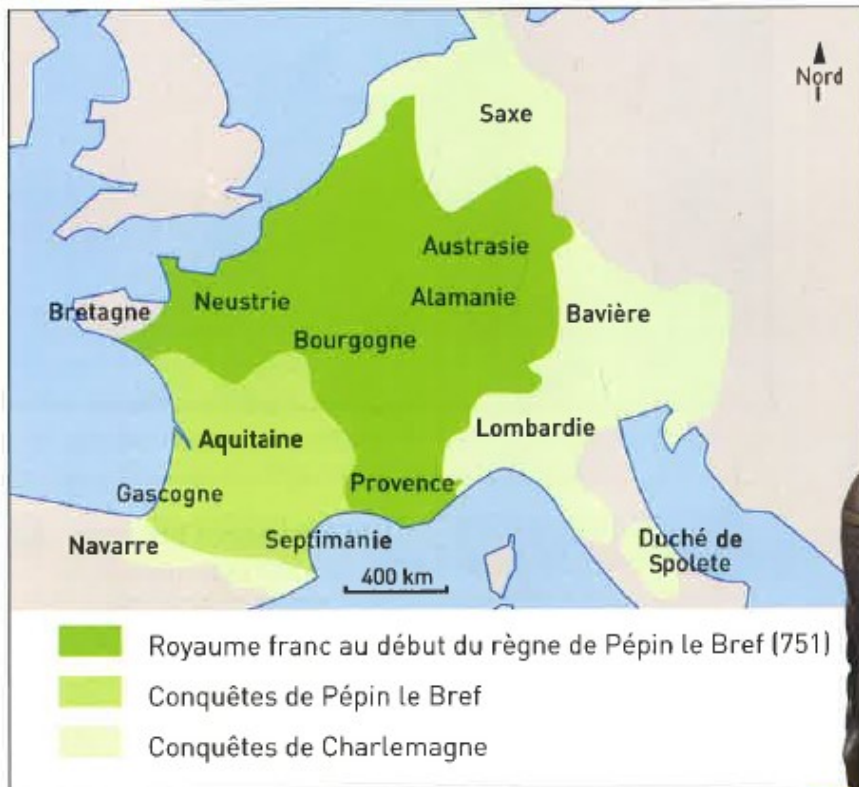 Nord
Saxe
Austrasie
Neustrie
Alamanie
Bretagne
Bavière
Bourgogne
Lombardie
Aquitaine
Provence
Gascogne
Navarre
Septimanie
Duché de
Spolete
400 km
Royaume franc au début du règne de Pépin le Bref (751)
Conquêtes de Pépin le Bref
Conquêtes de Charlemagne